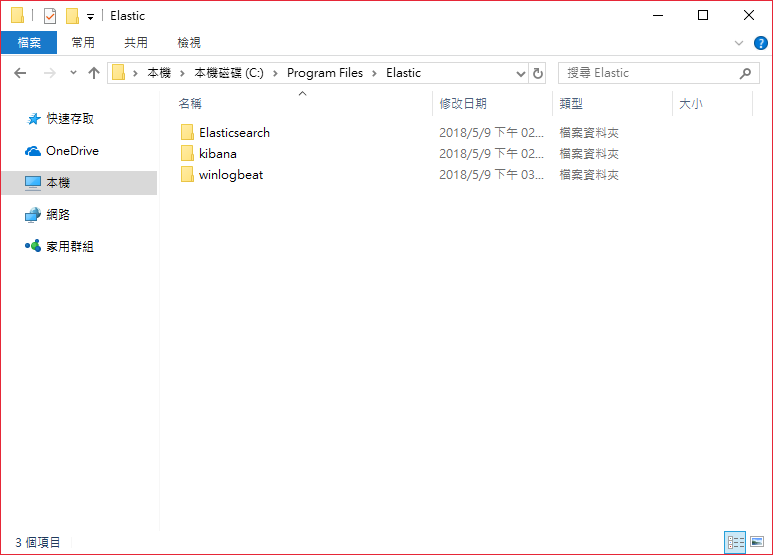 Elastic
檔案 常用 共用 檢視
本機 本機磁碟 (C:) Program Files Elastic 搜尋 Elastic
名稱 修改日期 類型 大小
快速存取
OneDrive
本機
網路
家用群組
Elasticsearch 2018/5/9 下午 02... 檔案資料夾
kibana 2018/5/9 下午 02... 檔案資料夾
winlogbeat 2018/5/9 下午 03... 檔案資料夾
3 個項目